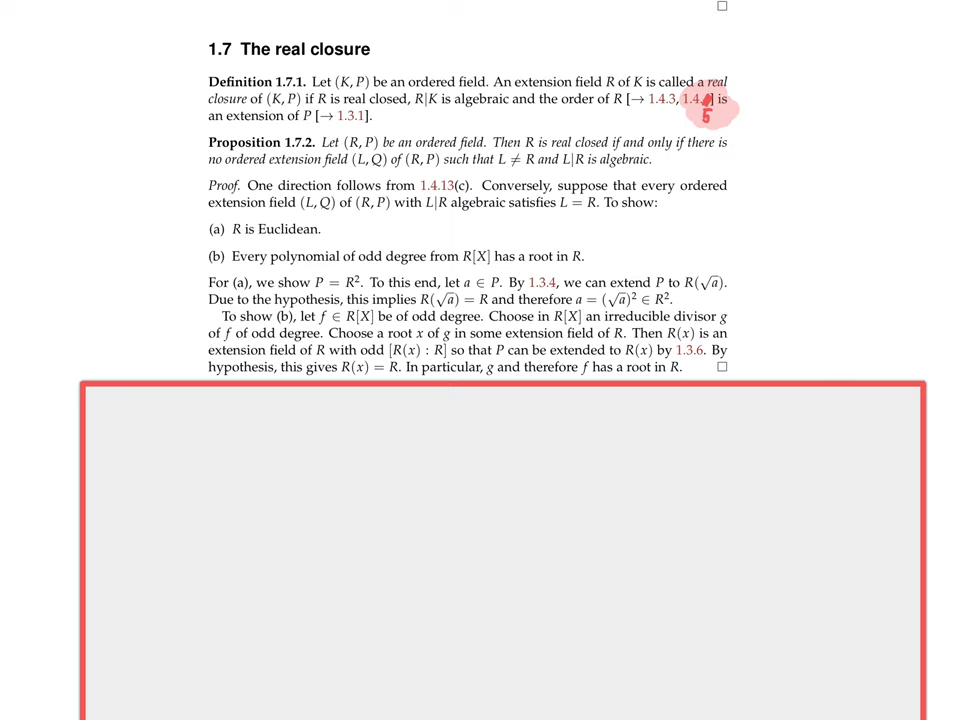 1.7 The real closure
Definition 1.7.1. Let (K, P) be an ordered field. An extension field R of K is called a real
closure of (K, P) if R is real closed, R|K is algebraic and the order of R [→ 1.4.3, 1.4.5] is
an extension of P [→ 1.3.1].
Proposition 1.7.2. Let (R, P) be an ordered field. Then R is real closed if and only if there is
no ordered extension field (L, Q) of (R, P) such that L ≠ R and L|R is algebraic.
Proof. One direction follows from 1.4.13(c). Conversely, suppose that every ordered
extension field (L, Q) of (R, P) with L|R algebraic satisfies L = R. To show:
(a) R is Euclidean.
(b) Every polynomial of odd degree from R[X] has a root in R.
For (a), we show P = R². To this end, let a ∈ P. By 1.3.4, we can extend P to R(√a).
Due to the hypothesis, this implies R(√a) = R and therefore a = (√a)² ∈ R².
To show (b), let f ∈ R[X] be of odd degree. Choose in R[X] an irreducible divisor g
of f of odd degree. Choose a root x of g in some extension field of R. Then R(x) is an
extension field of R with odd [R(x) : R] so that P can be extended to R(x) by 1.3.6. By
hypothesis, this gives R(x) = R. In particular, g and therefore f has a root in R. □